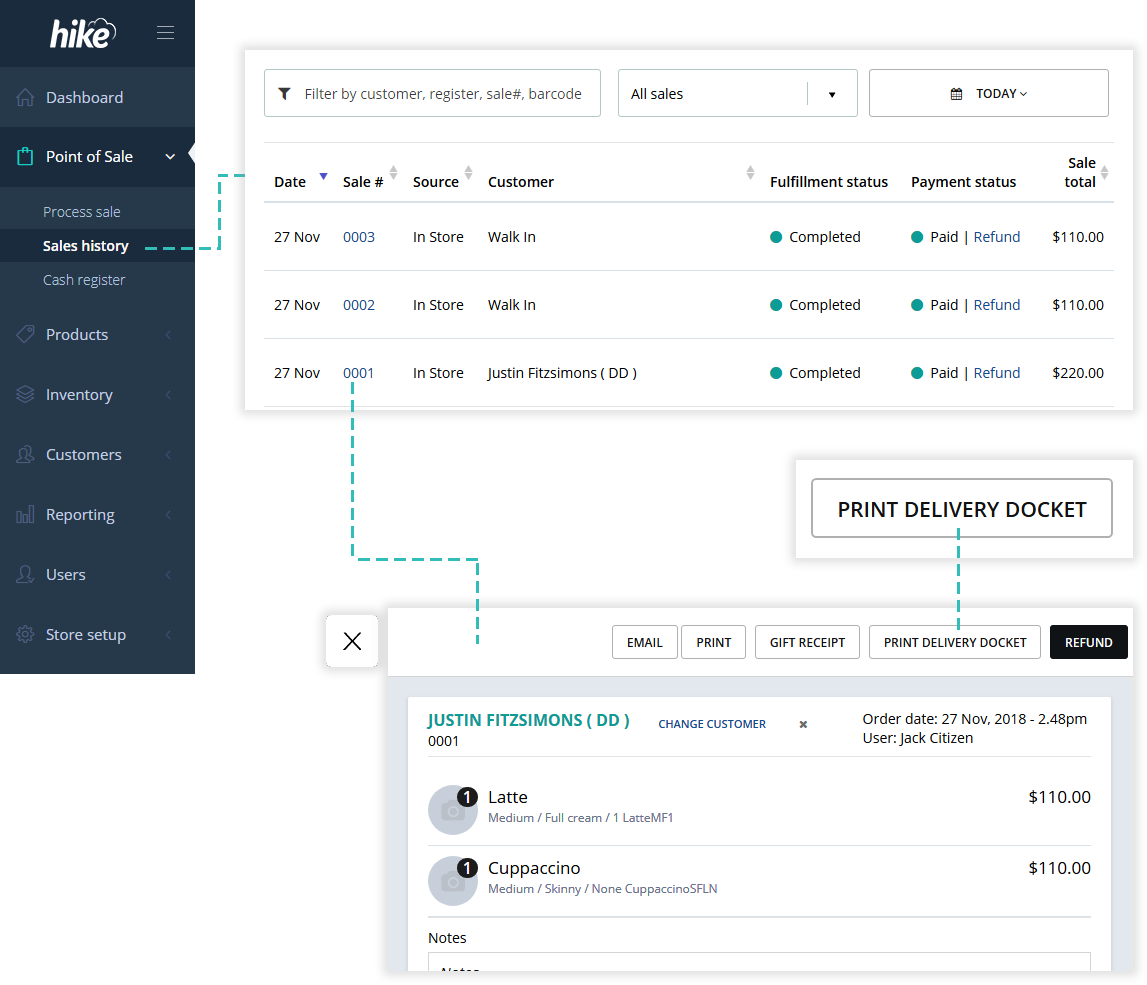 hike
Dashboard
Point of Sale
Process sale
Sales history
Cash register
Products
Inventory
Customers
Reporting
Users
Store setup
Filter by customer, register, sale#, barcode
All sales
TODAY
Date Sale # Source Customer Fulfillment status Payment status Sale total
27 Nov 0003 In Store Walk In Completed Paid | Refund $110.00
27 Nov 0002 In Store Walk In Completed Paid | Refund $110.00
27 Nov 0001 In Store Justin Fitzsimons ( DD ) Completed Paid | Refund $220.00
PRINT DELIVERY DOCKET
EMAIL PRINT GIFT RECEIPT PRINT DELIVERY DOCKET REFUND
JUSTIN FITZSIMONS ( DD ) CHANGE CUSTOMER Order date: 27 Nov, 2018 - 2.48pm
0001 User: Jack Citizen
1 Latte $110.00
Medium / Full cream / 1 LatteMF1
1 Cuppaccino $110.00
Medium / Skinny / None CuppaccinoSFLN
Notes
Notes